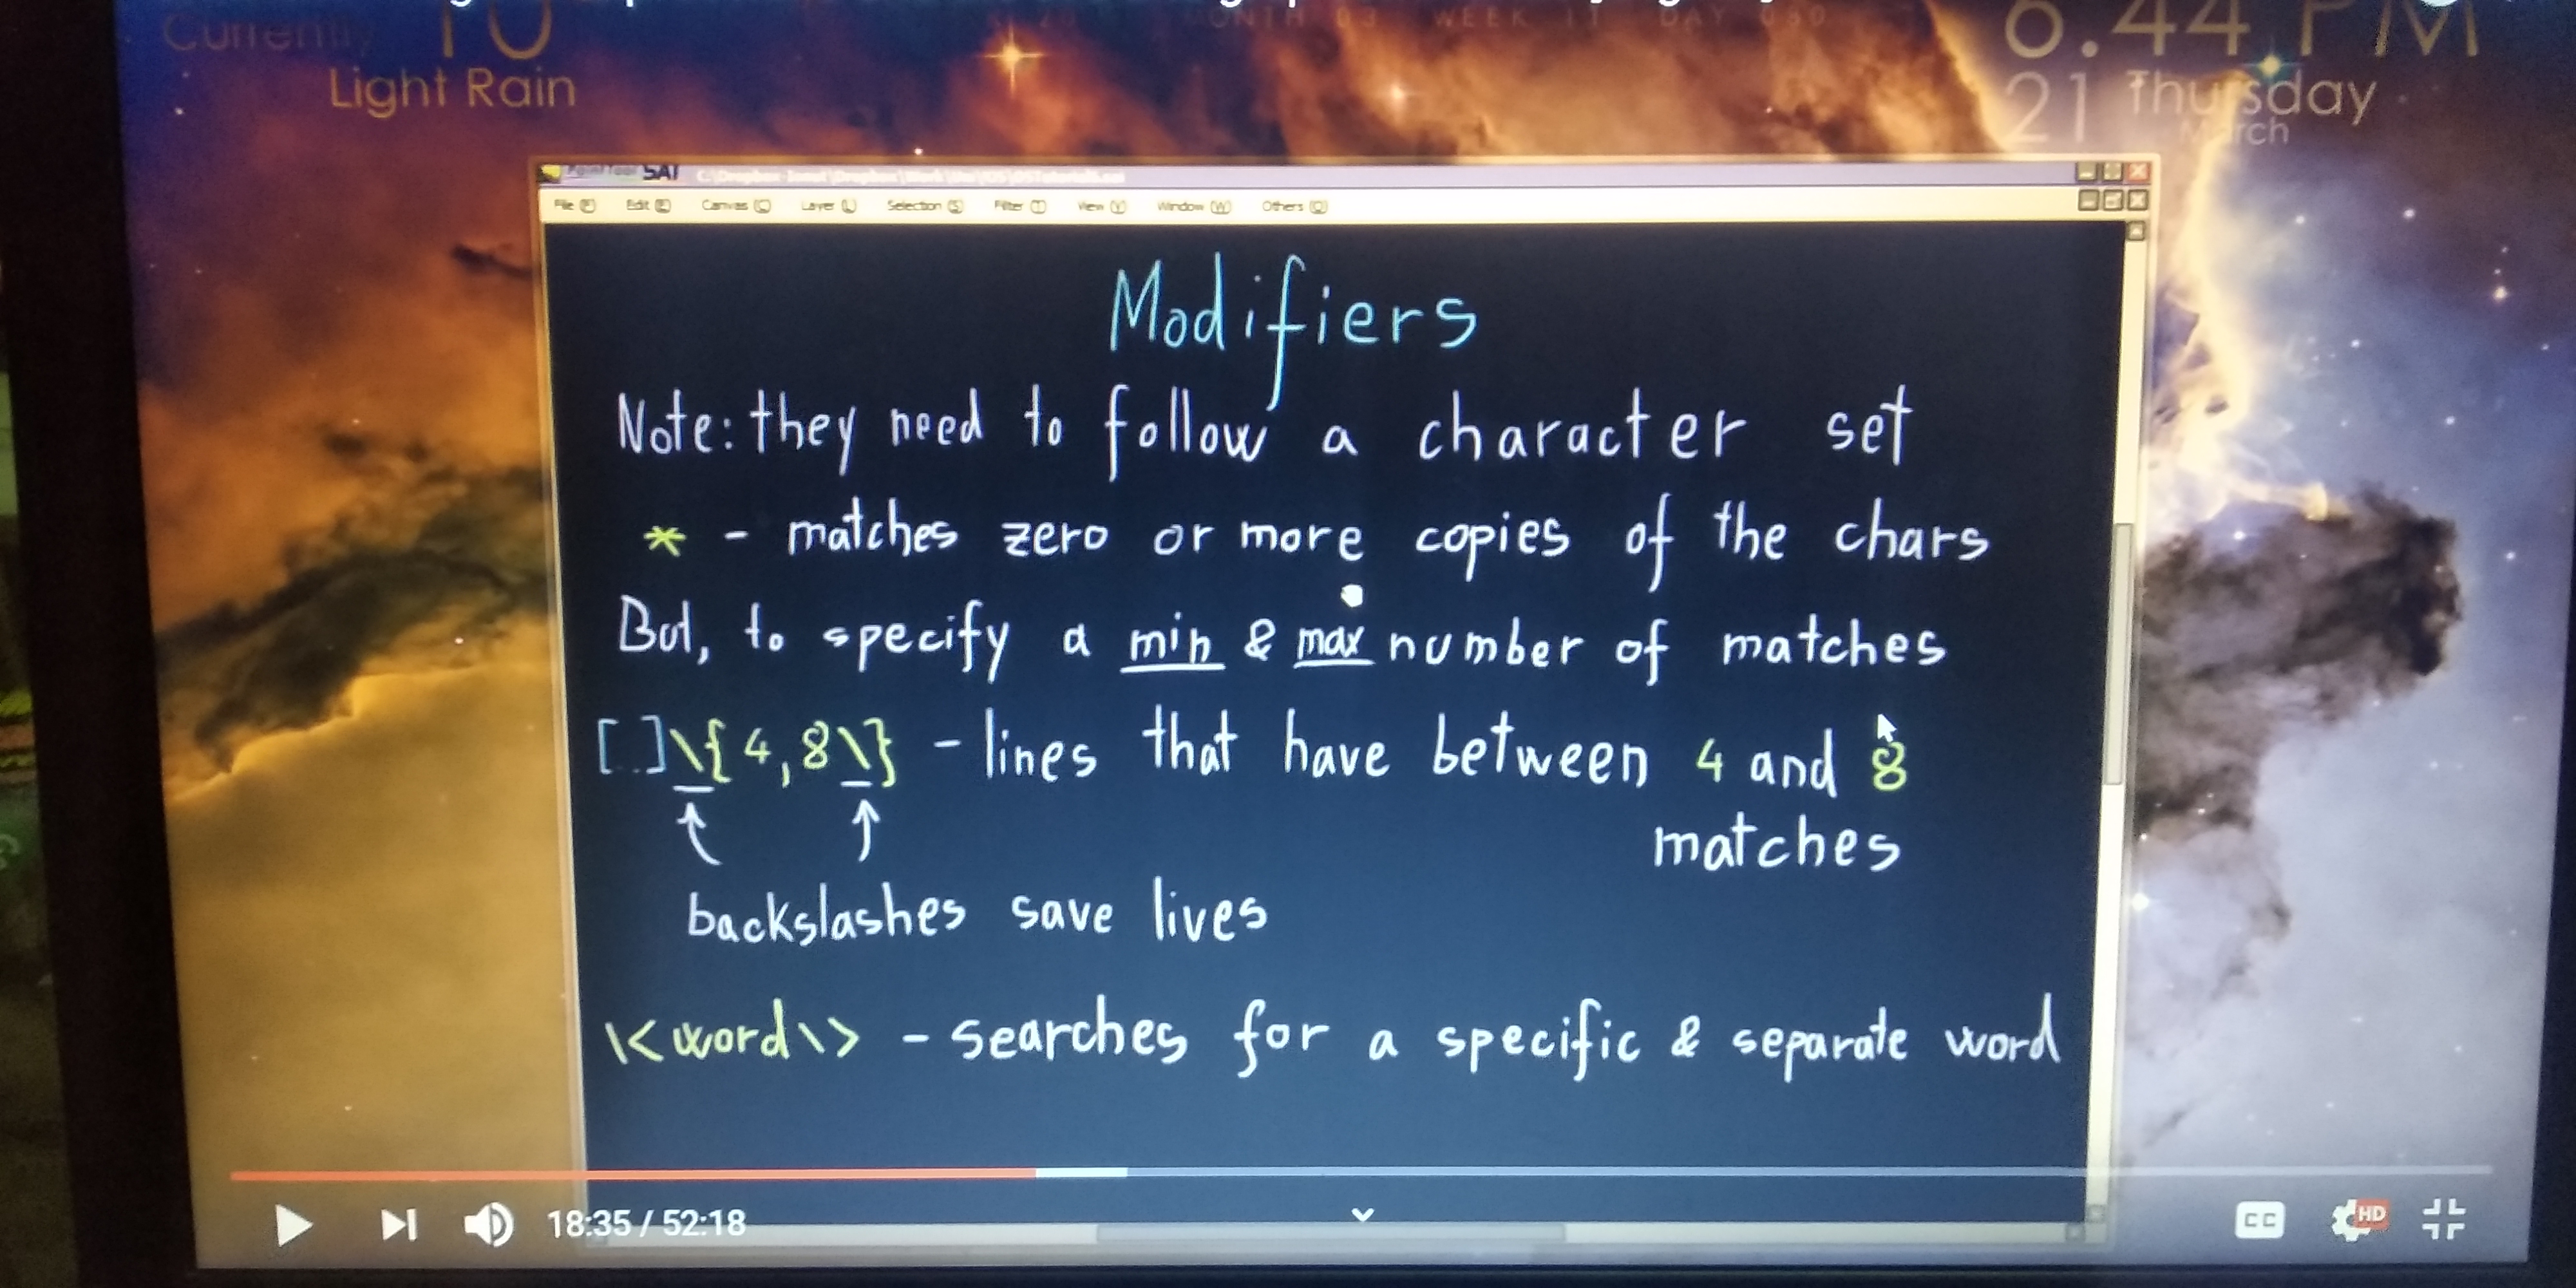 Currently 10
Light Rain
MONTH 03 WEEK 11 DAY 080
6.44 PM
21 Thursday
March
PaintTool SAI
File (F) Edit (E) Canvas (C) Layer (L) Selection (S) Filter (T) View (V) Window (W) Others (O)
Modifiers
Note: they need to follow a character set
* - matches zero or more copies of the chars
But, to specify a min & max number of matches
[..]\{4,8\} - lines that have between 4 and 8
matches
backslashes save lives
\<word\> - searches for a specific & separate word
18:35 / 52:18
CC
HD